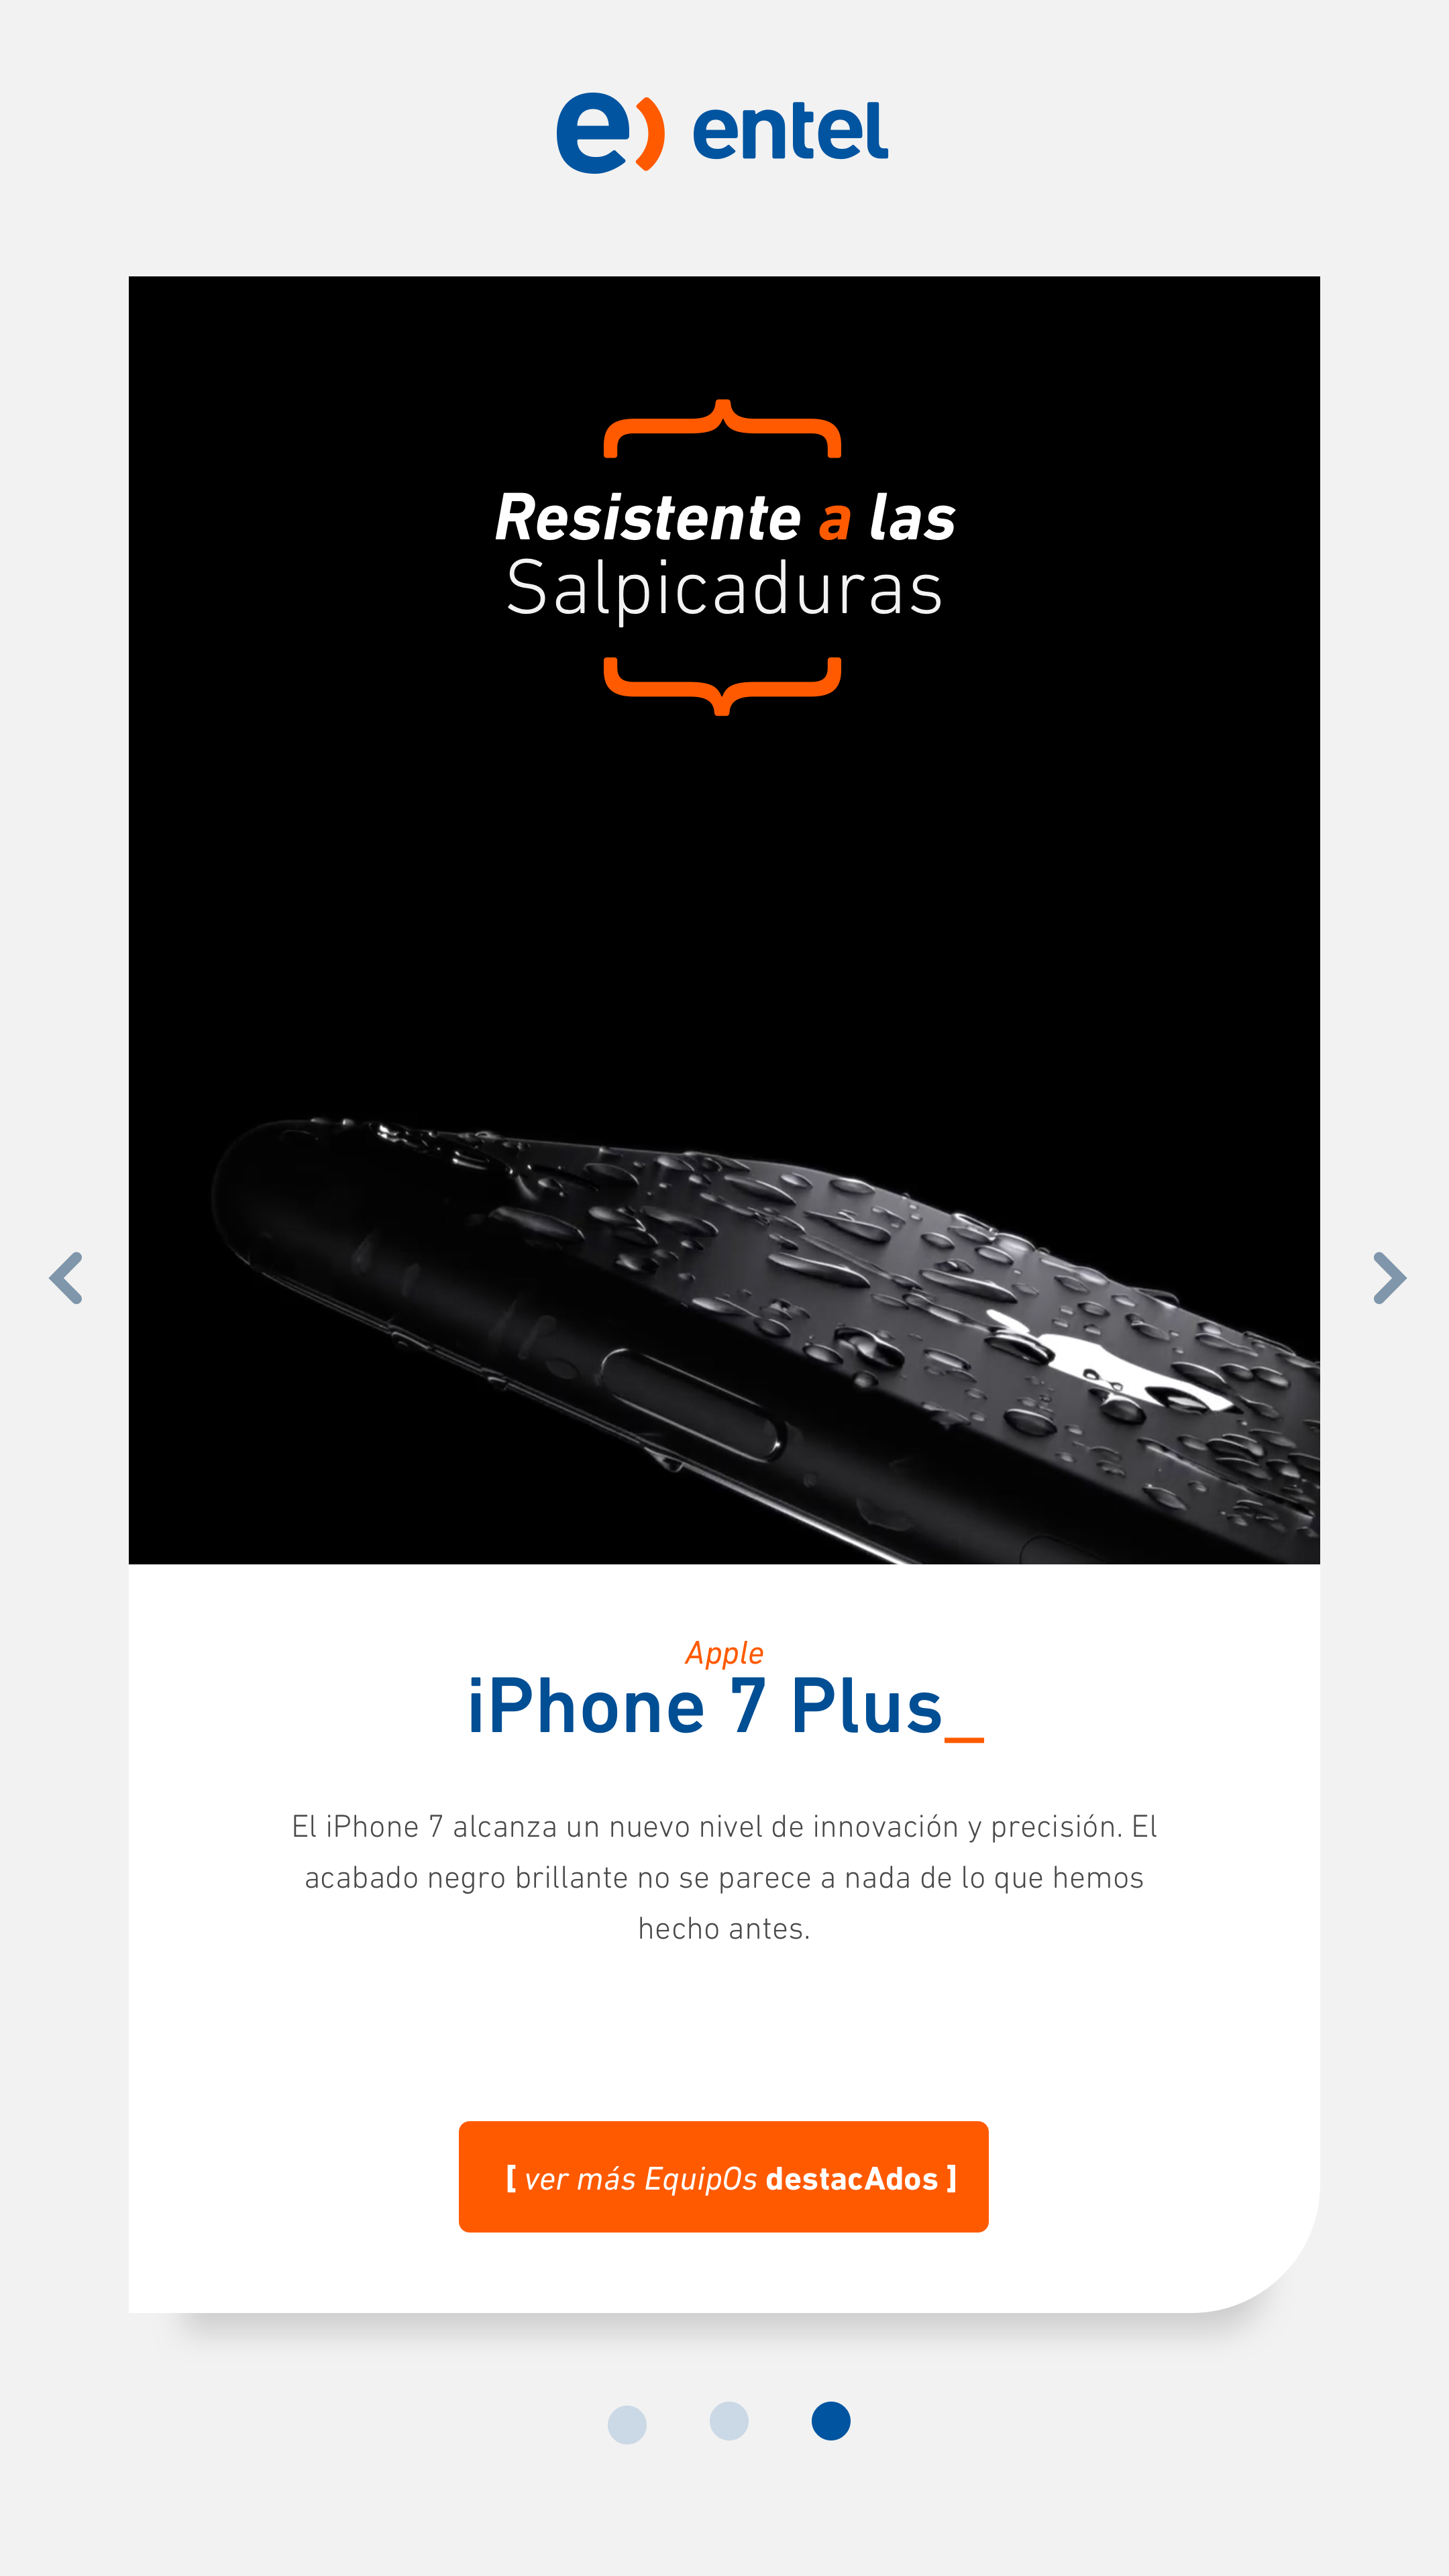 e) entel
Resistente a las
Salpicaduras
Apple
iPhone 7 Plus_
El iPhone 7 alcanza un nuevo nivel de innovación y precisión. El
acabado negro brillante no se parece a nada de lo que hemos
hecho antes.
[ ver más EquipOs destacAdos ]